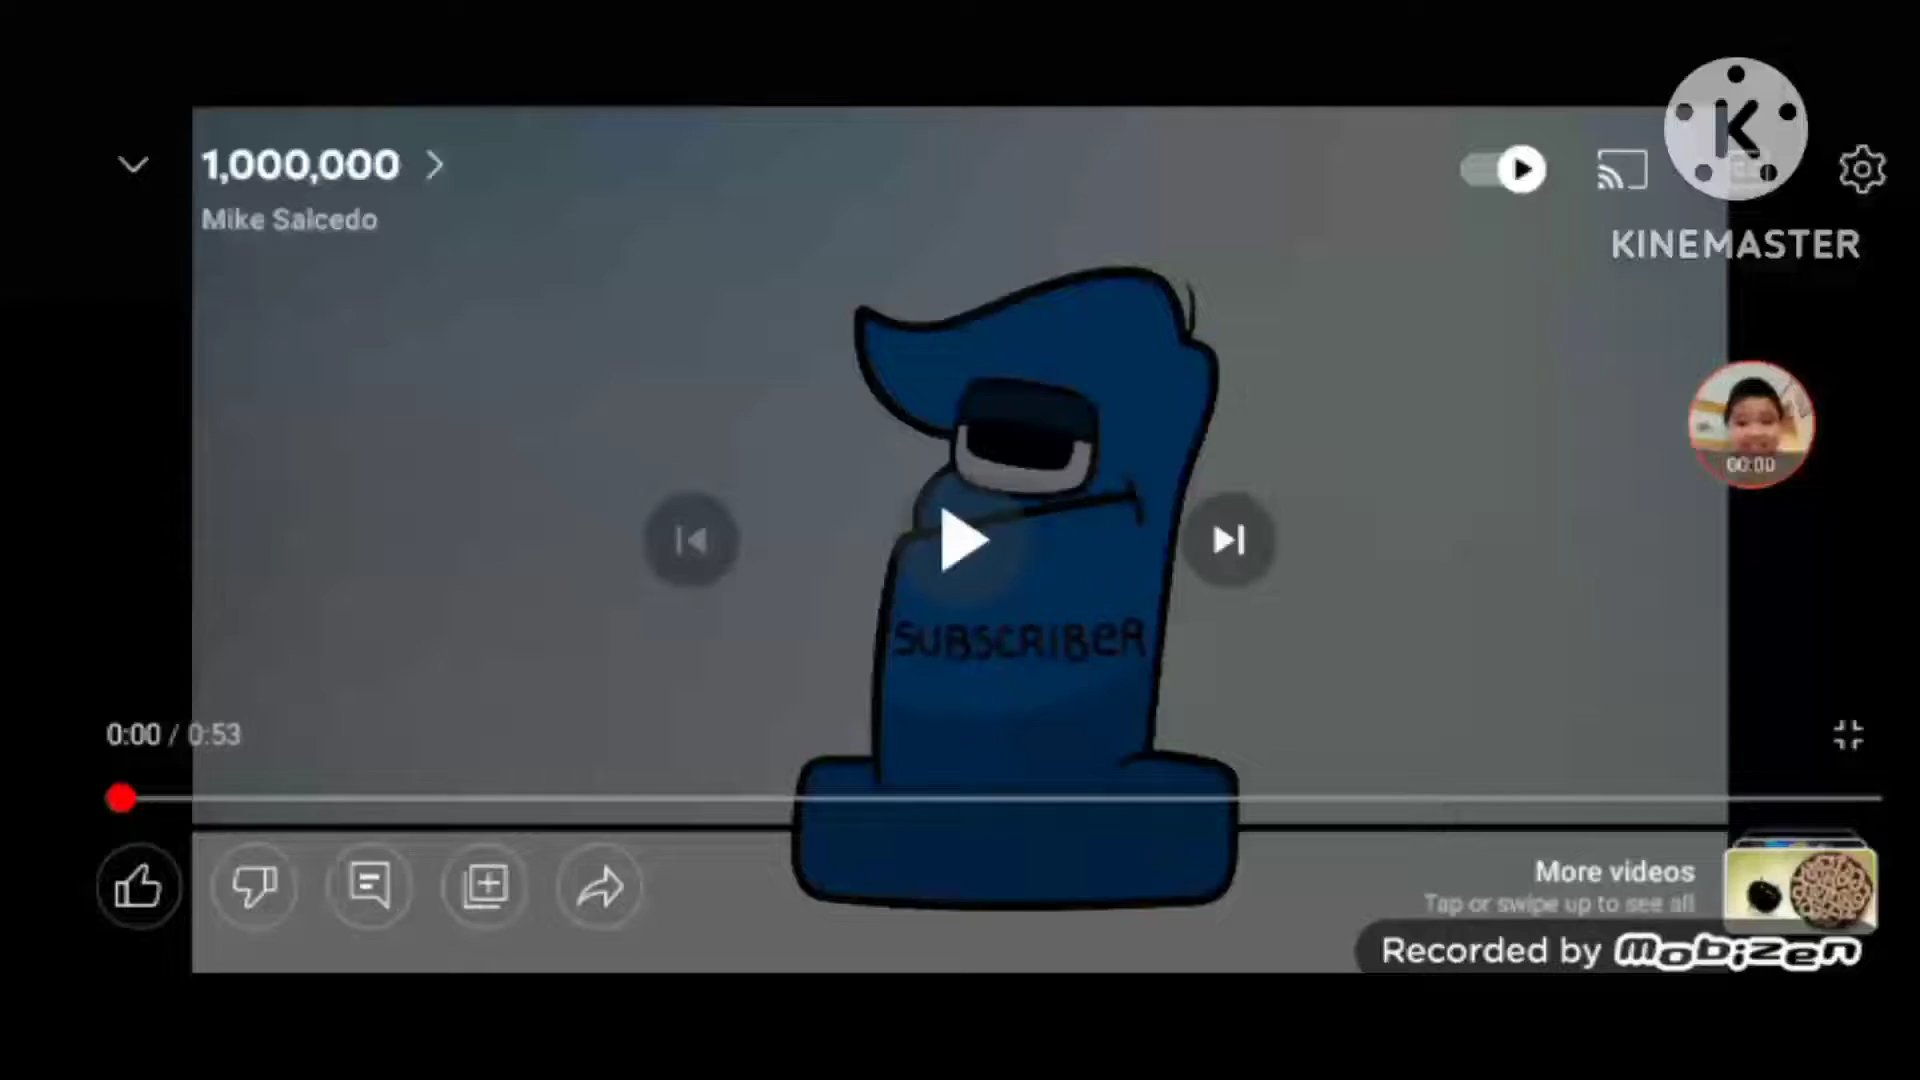 1,000,000
Mike Salcedo
K
KINEMASTER
00:00
SUBSCRIBER
0:00 / 0:53
More videos
Tap or swipe up to see all
Recorded by Mobizen